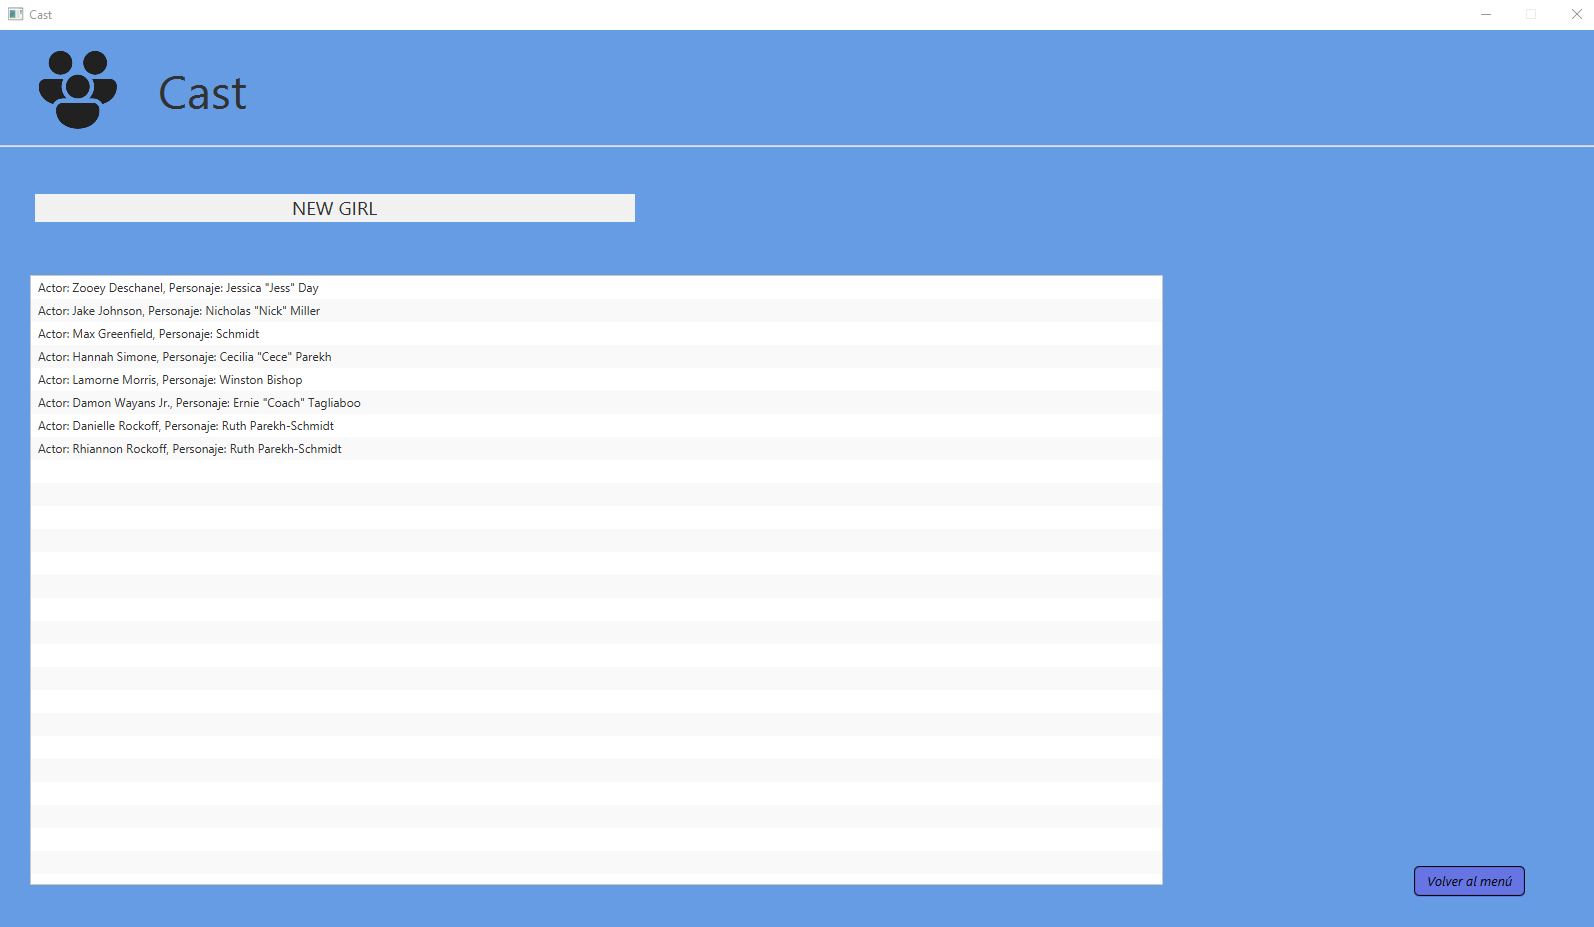 Cast
Cast
NEW GIRL
Actor: Zooey Deschanel, Personaje: Jessica "Jess" Day
Actor: Jake Johnson, Personaje: Nicholas "Nick" Miller
Actor: Max Greenfield, Personaje: Schmidt
Actor: Hannah Simone, Personaje: Cecilia "Cece" Parekh
Actor: Lamorne Morris, Personaje: Winston Bishop
Actor: Damon Wayans Jr., Personaje: Ernie "Coach" Tagliaboo
Actor: Danielle Rockoff, Personaje: Ruth Parekh-Schmidt
Actor: Rhiannon Rockoff, Personaje: Ruth Parekh-Schmidt
Volver al menú